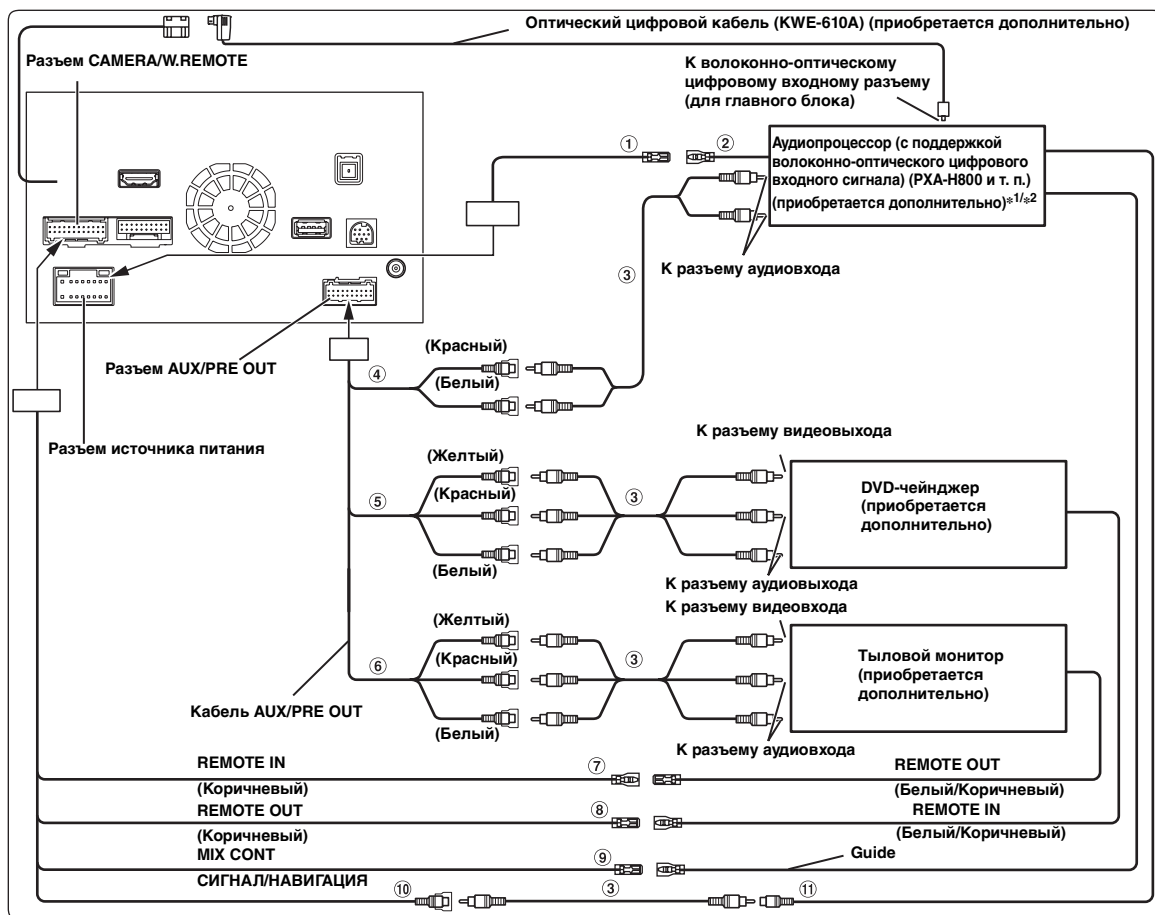 Оптический цифровой кабель (KWE-610A) (приобретается дополнительно)
Разъем CAMERA/W.REMOTE
К волоконно-оптическому
цифровому входному разъему
(для главного блока)
① ②
Аудиопроцессор (с поддержкой
волоконно-оптического цифрового
входного сигнала) (PXA-H800 и т. п.)
(приобретается дополнительно)*1/*2
К разъему аудиовхода
③
Разъем AUX/PRE OUT
④
(Красный)
(Белый)
Разъем источника питания
К разъему видеовыхода
(Желтый)
⑤
(Красный)
③
(Белый)
DVD-чейнджер
(приобретается
дополнительно)
К разъему аудиовыхода
К разъему видеовхода
(Желтый)
⑥
(Красный)
③
(Белый)
Тыловой монитор
(приобретается
дополнительно)
Кабель AUX/PRE OUT
К разъему аудиовхода
REMOTE IN
⑦
REMOTE OUT
(Коричневый)
(Белый/Коричневый)
REMOTE OUT
⑧
REMOTE IN
(Коричневый)
(Белый/Коричневый)
MIX CONT
⑨
Guide
СИГНАЛ/НАВИГАЦИЯ
⑩
③
⑪